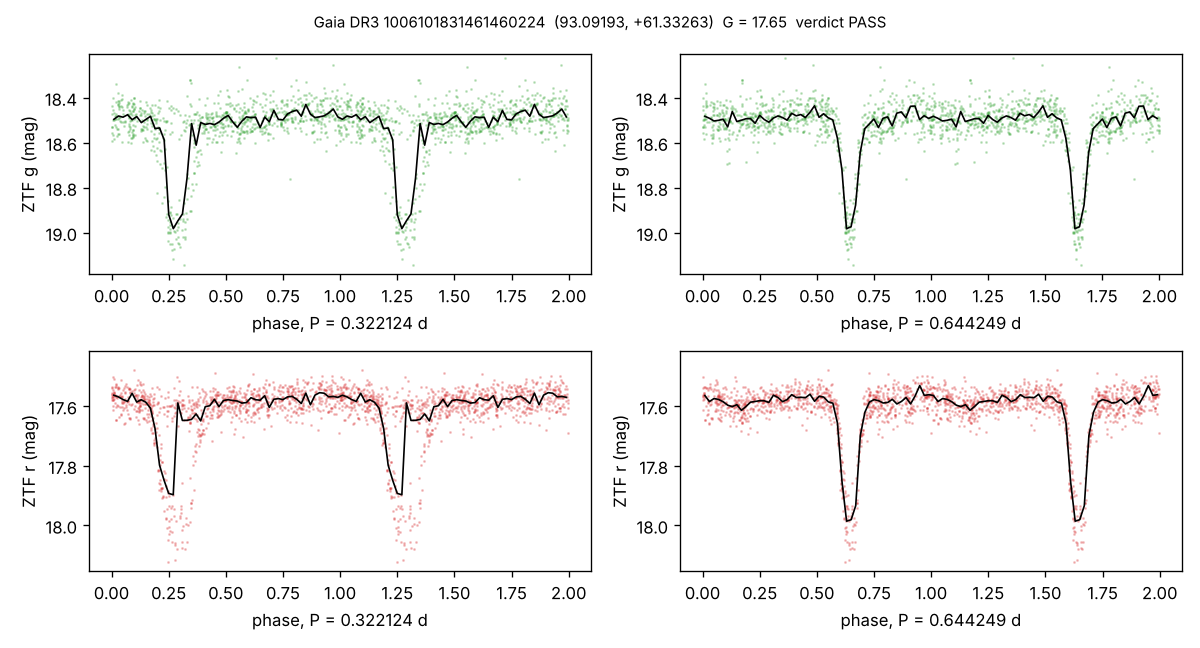 Gaia DR3 1006101831461460224  (93.09193, +61.33263)  G = 17.65  verdict PASS
ZTF g (mag)
18.4
18.6
18.8
19.0
0.00 0.25 0.50 0.75 1.00 1.25 1.50 1.75 2.00
phase, P = 0.322124 d
ZTF g (mag)
18.4
18.6
18.8
19.0
0.00 0.25 0.50 0.75 1.00 1.25 1.50 1.75 2.00
phase, P = 0.644249 d
ZTF r (mag)
17.6
17.8
18.0
0.00 0.25 0.50 0.75 1.00 1.25 1.50 1.75 2.00
phase, P = 0.322124 d
ZTF r (mag)
17.6
17.8
18.0
0.00 0.25 0.50 0.75 1.00 1.25 1.50 1.75 2.00
phase, P = 0.644249 d